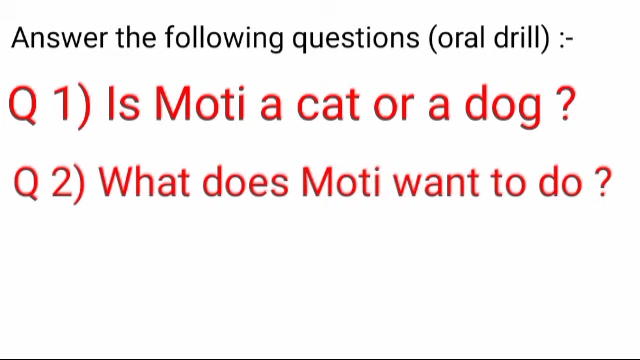 Answer the following questions (oral drill) :-
Q 1) Is Moti a cat or a dog ?
Q 2) What does Moti want to do ?